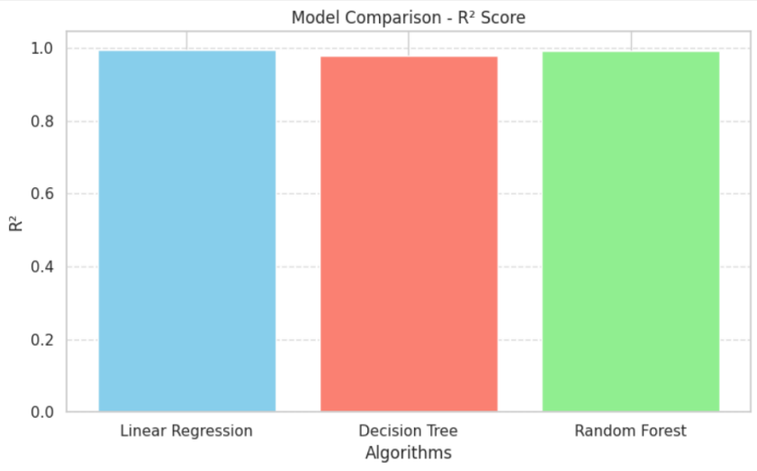 Model Comparison - R² Score
1.0
0.8
0.6
0.4
0.2
0.0
R²
Linear Regression
Decision Tree
Random Forest
Algorithms